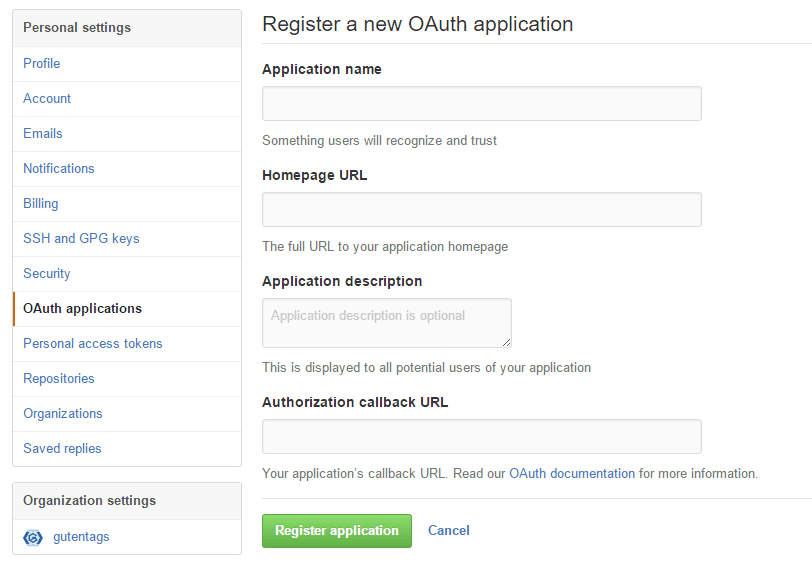 Personal settings
Profile
Account
Emails
Notifications
Billing
SSH and GPG keys
Security
OAuth applications
Personal access tokens
Repositories
Organizations
Saved replies
Organization settings
gutentags
Register a new OAuth application
Application name
Something users will recognize and trust
Homepage URL
The full URL to your application homepage
Application description
Application description is optional
This is displayed to all potential users of your application
Authorization callback URL
Your application’s callback URL. Read our OAuth documentation for more information.
Register application
Cancel